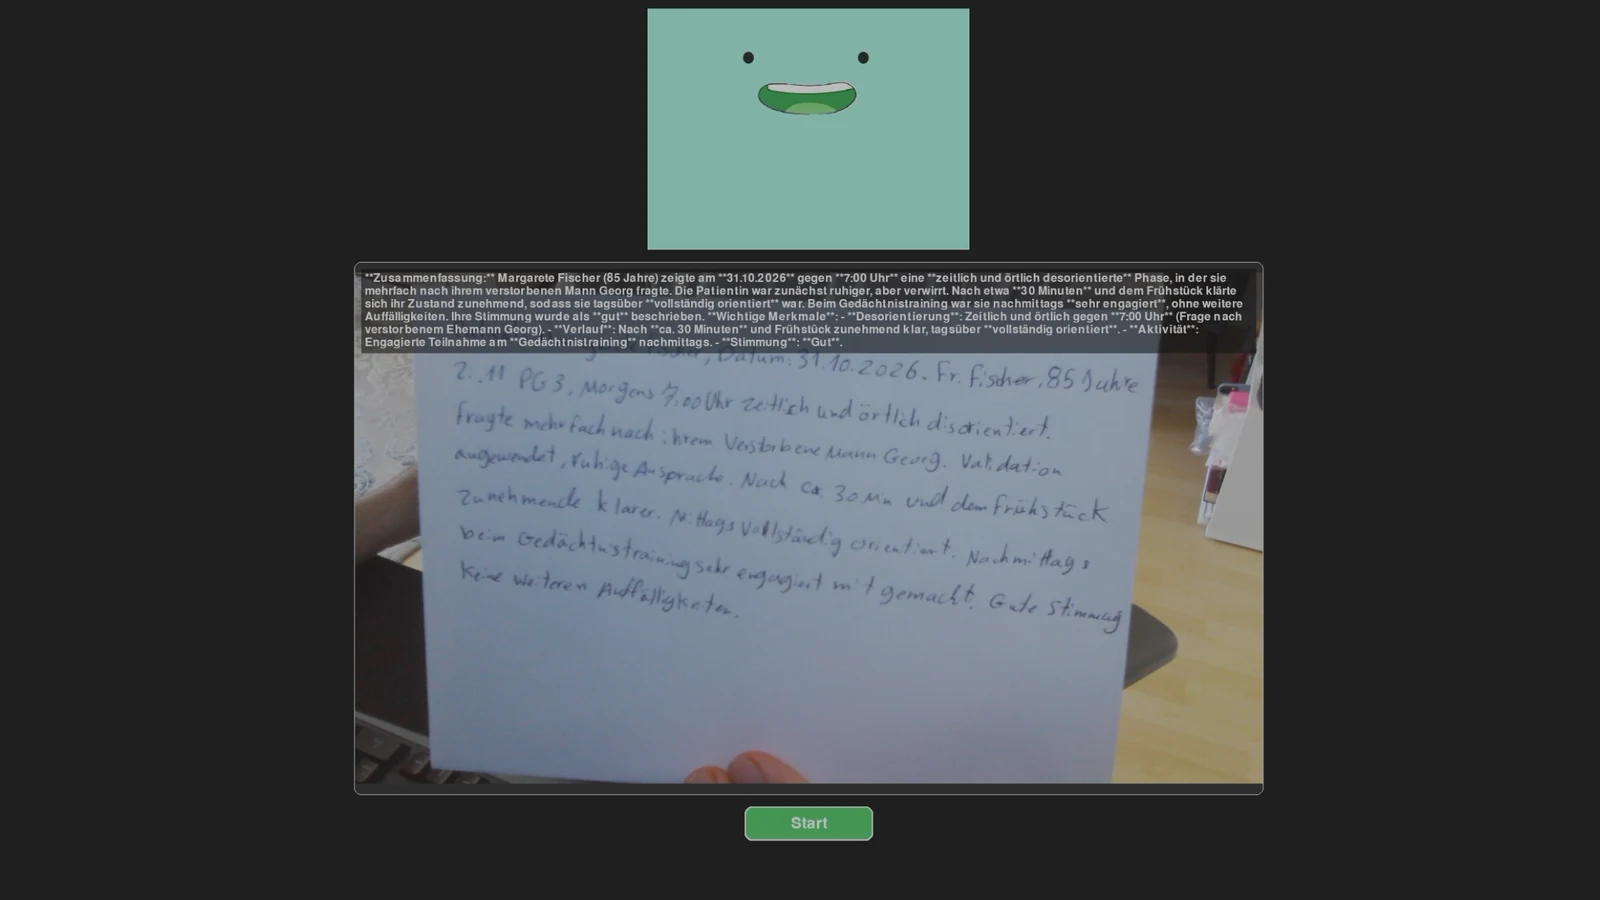 **Zusammenfassung:** Margarete Fischer (85 Jahre) zeigte am **31.10.2026** gegen **7:00 Uhr** eine **zeitlich und örtlich desorientierte** Phase, in der sie
mehrfach nach ihrem verstorbenen Mann Georg fragte. Die Patientin war zunächst ruhiger, aber verwirrt. Nach etwa **30 Minuten** und dem Frühstück klärte
sich ihr Zustand zunehmend, sodass sie tagsüber **vollständig orientiert** war. Beim Gedächtnistraining war sie nachmittags **sehr engagiert**, ohne weitere
Auffälligkeiten. Ihre Stimmung wurde als **gut** beschrieben. **Wichtige Merkmale**: - **Desorientierung**: Zeitlich und örtlich gegen **7:00 Uhr** (Frage nach
verstorbenem Ehemann Georg). - **Verlauf**: Nach **ca. 30 Minuten** und Frühstück zunehmend klar, tagsüber **vollständig orientiert**. - **Aktivität**:
Engagierte Teilnahme am **Gedächtnistraining** nachmittags. - **Stimmung**: **Gut**.
Fischer, Datum: 31.10.2026. Fr. Fischer, 85 Jahre
PG 3, Morgens 7.00 Uhr zeitlich und örtlich disorientiert.
fragte mehrfach nach ihrem Verstorbene Mann Georg. Validation
angewendet, ruhige Ansprache. Nach ca 30 Min und dem Frühstück
Zunehmende klarer. Mittags Vollständig orientiert. Nachmittags
beim Gedächtnistraining sehr engagiert mit gemacht. Gute Stimmung
Keine weiteren Auffälligkeiten.
Start